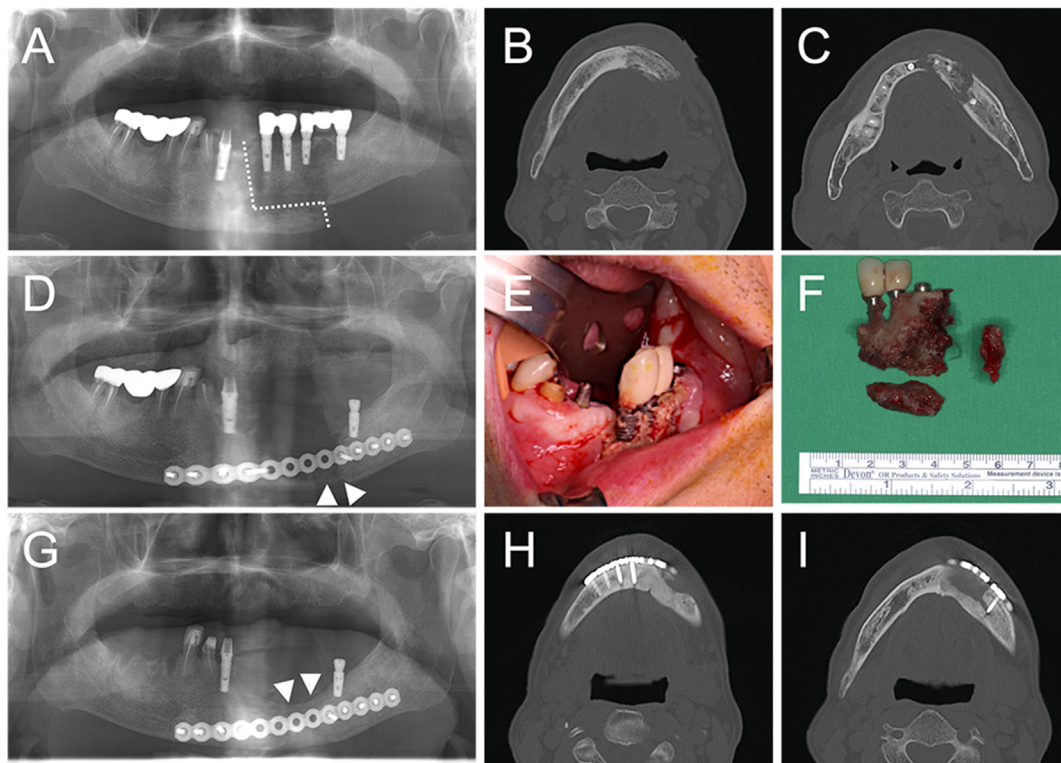 A
B
C
D
E
F
1 2 3 4 5 6 7
METRIC
INCHES Devon® OR Products & Safety Solutions Measurement device is
1 2 3
G
H
I